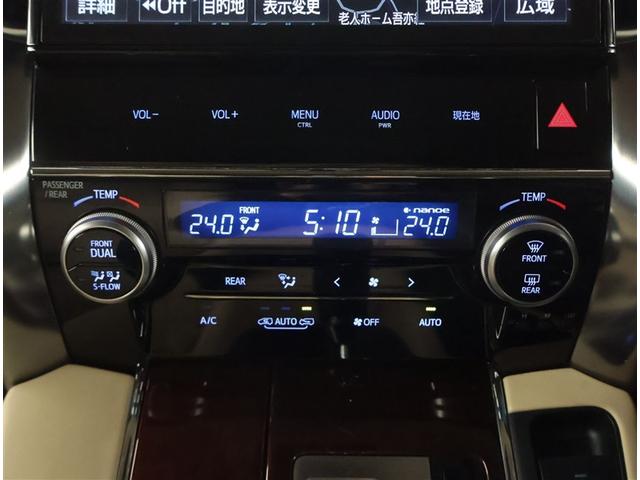 詳細 ◀◀Off 目的地 表示変更 地点登録 広域
老人ホーム吾亦紅
VOL− VOL+ MENU AUDIO 現在地
CTRL PWR
PASSENGER
/REAR
TEMP TEMP
FRONT nanoe
24.0 5:10 24.0
FRONT
DUAL
S-FLOW
FRONT
REAR
REAR < >
A/C AUTO OFF AUTO